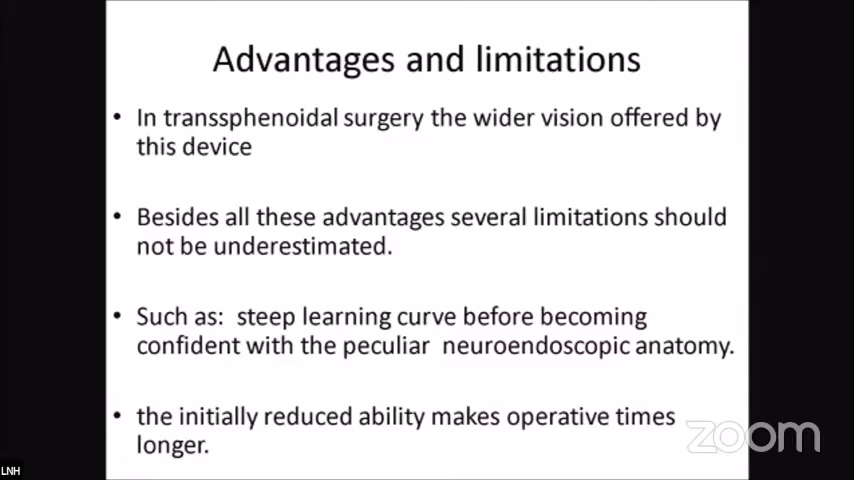 Advantages and limitations
• In transsphenoidal surgery the wider vision offered by
this device
• Besides all these advantages several limitations should
not be underestimated.
• Such as:  steep learning curve before becoming
confident with the peculiar  neuroendoscopic anatomy.
• the initially reduced ability makes operative times
longer.
zoom
LNH